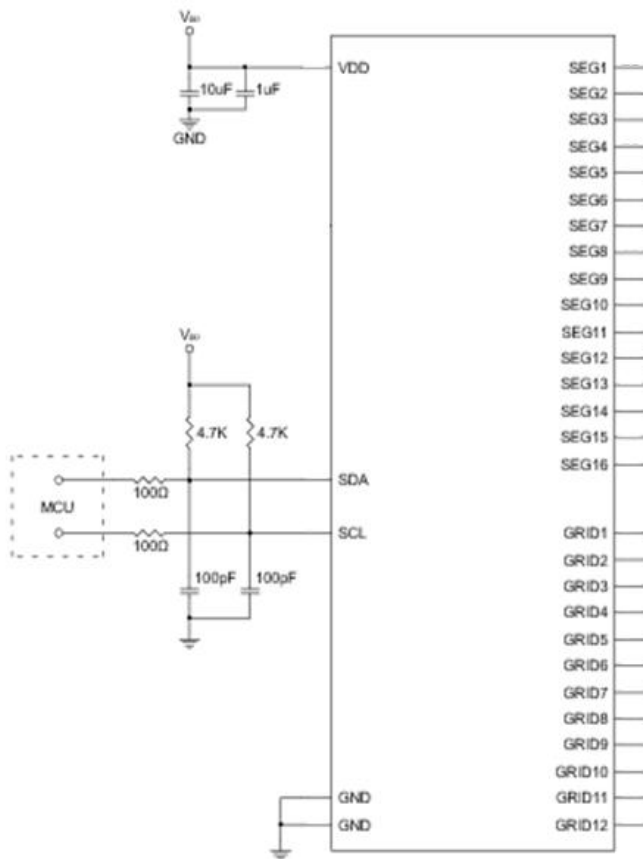 VDD
SEG1
10uF
1uF
SEG2
SEG3
GND
SEG4
SEG5
SEG6
SEG7
SEG8
SEG9
SEG10
SEG11
SEG12
SEG13
SEG14
4.7K
4.7K
SEG15
SEG16
SDA
100Ω
MCU
SCL
GRID1
100Ω
GRID2
100pF
100pF
GRID3
GRID4
GRID5
GRID6
GRID7
GRID8
GRID9
GRID10
GND
GRID11
GND
GRID12